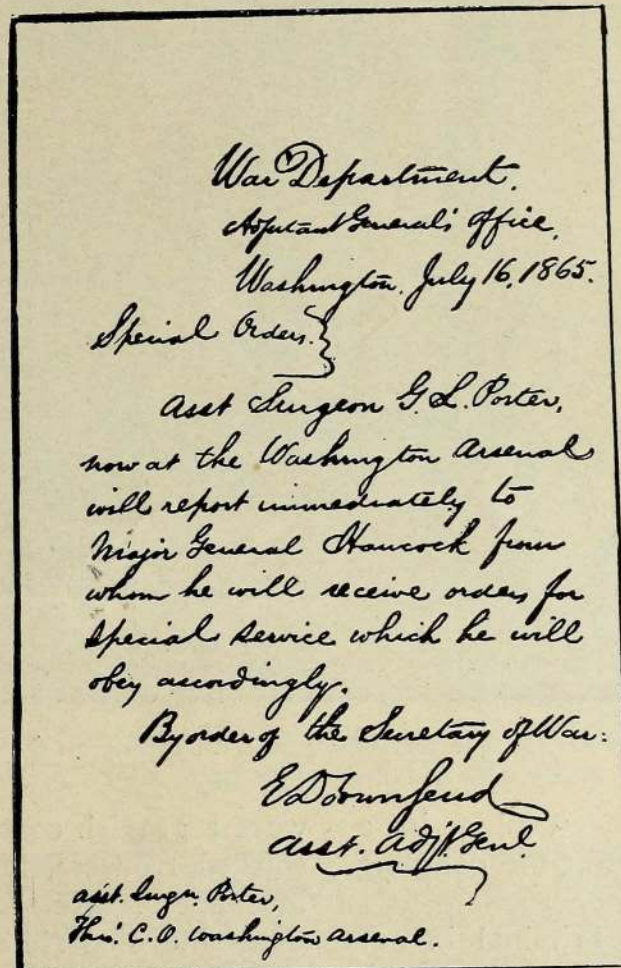 War Department,
Adjutant General's Office,
Washington, July 16, 1865.
Special Orders.
Asst Surgeon G. L. Porter,
now at the Washington Arsenal
will report immediately to
Major General Hancock from
whom he will receive orders for
special service which he will
obey accordingly.
By order of the Secretary of War:
E D Townsend
Asst. Adjt. Genl.
Asst. Surgn. Porter,
Thro'. C. O. Washington Arsenal.